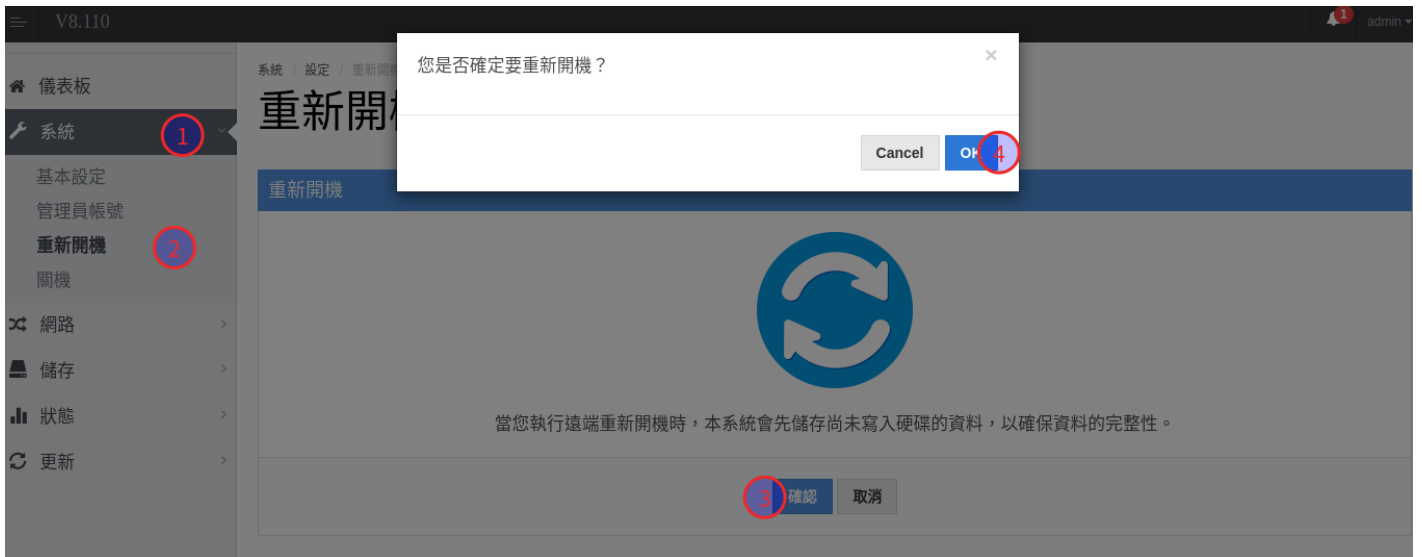 V8.110
1
admin
儀表板
系統
1
基本設定
管理員帳號
重新開機
2
關機
網路
儲存
狀態
更新
系統 / 設定 / 重新開機
重新開機
您是否確定要重新開機？
×
Cancel
OK
4
重新開機
當您執行遠端重新開機時，本系統會先儲存尚未寫入硬碟的資料，以確保資料的完整性。
3
確認
取消